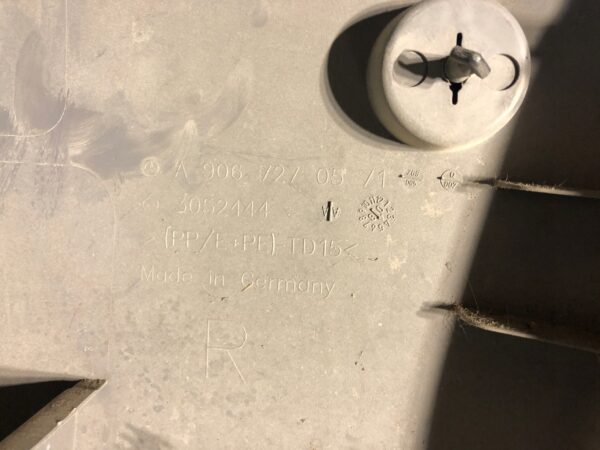 A 906 727 05 71
3052444
>(PP/E+PE)-TD15<
Made in Germany
R